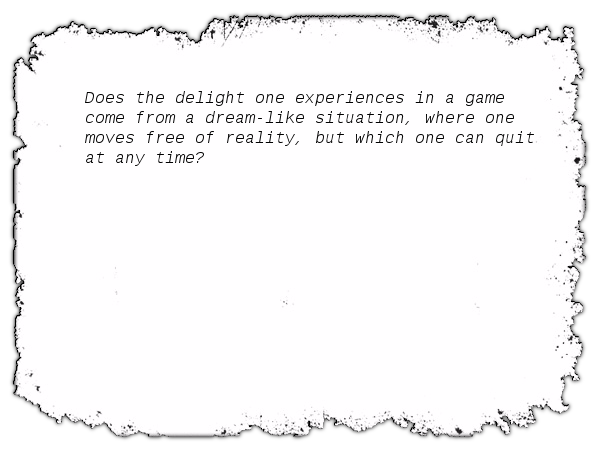 Does the delight one experiences in a game
come from a dream-like situation, where one
moves free of reality, but which one can quit
at any time?